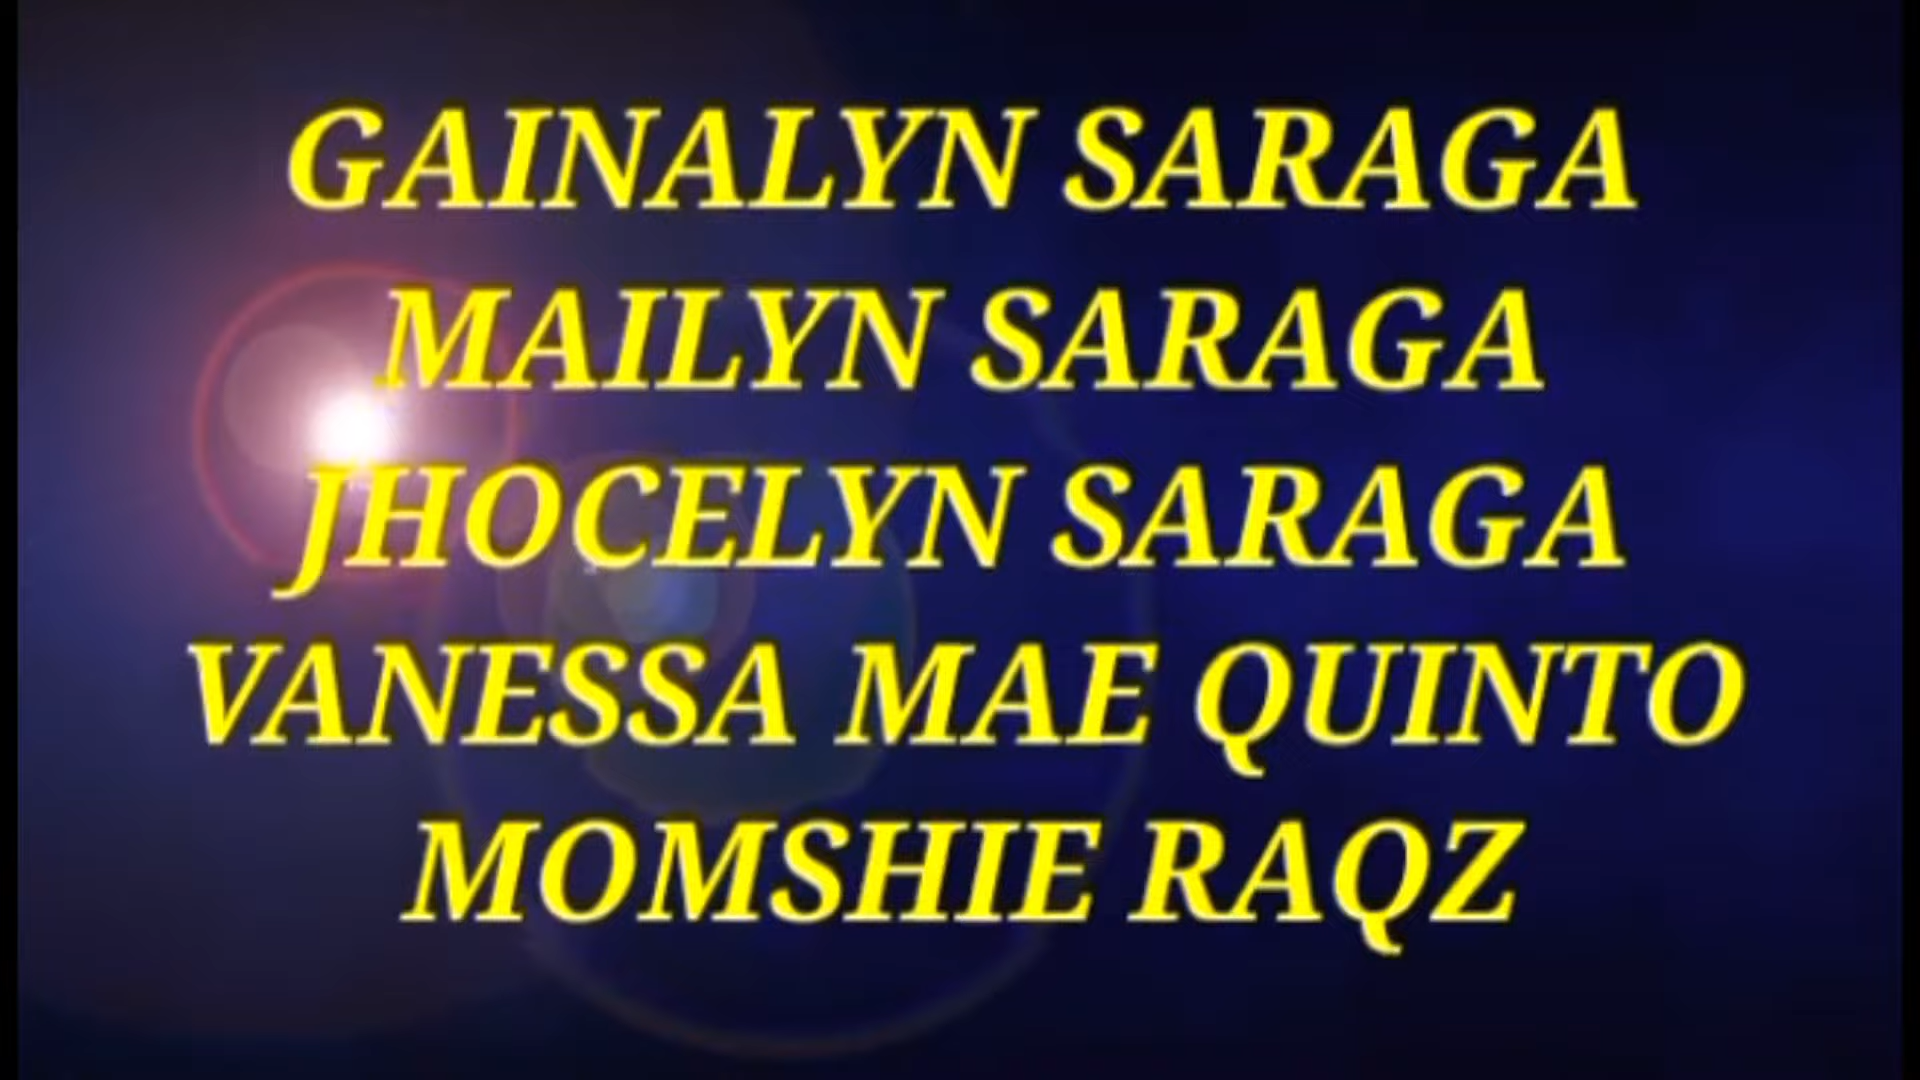 GAINALYN SARAGA
MAILYN SARAGA
JHOCELYN SARAGA
VANESSA MAE QUINTO
MOMSHIE RAQZ